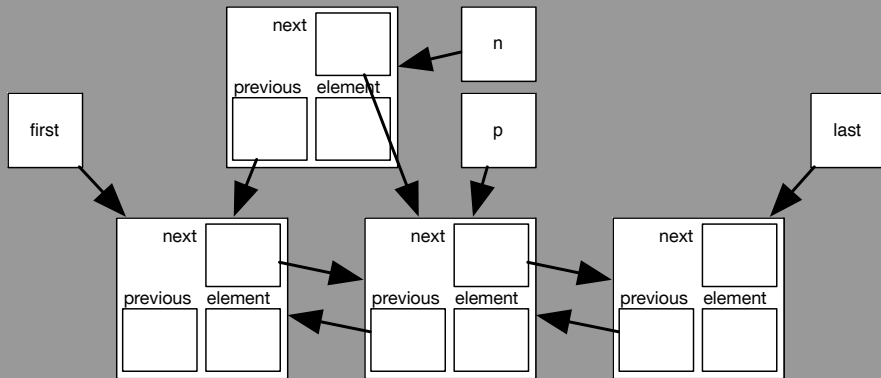 next
n
previous element
first
p
last
next
next
next
previous element
previous element
previous element